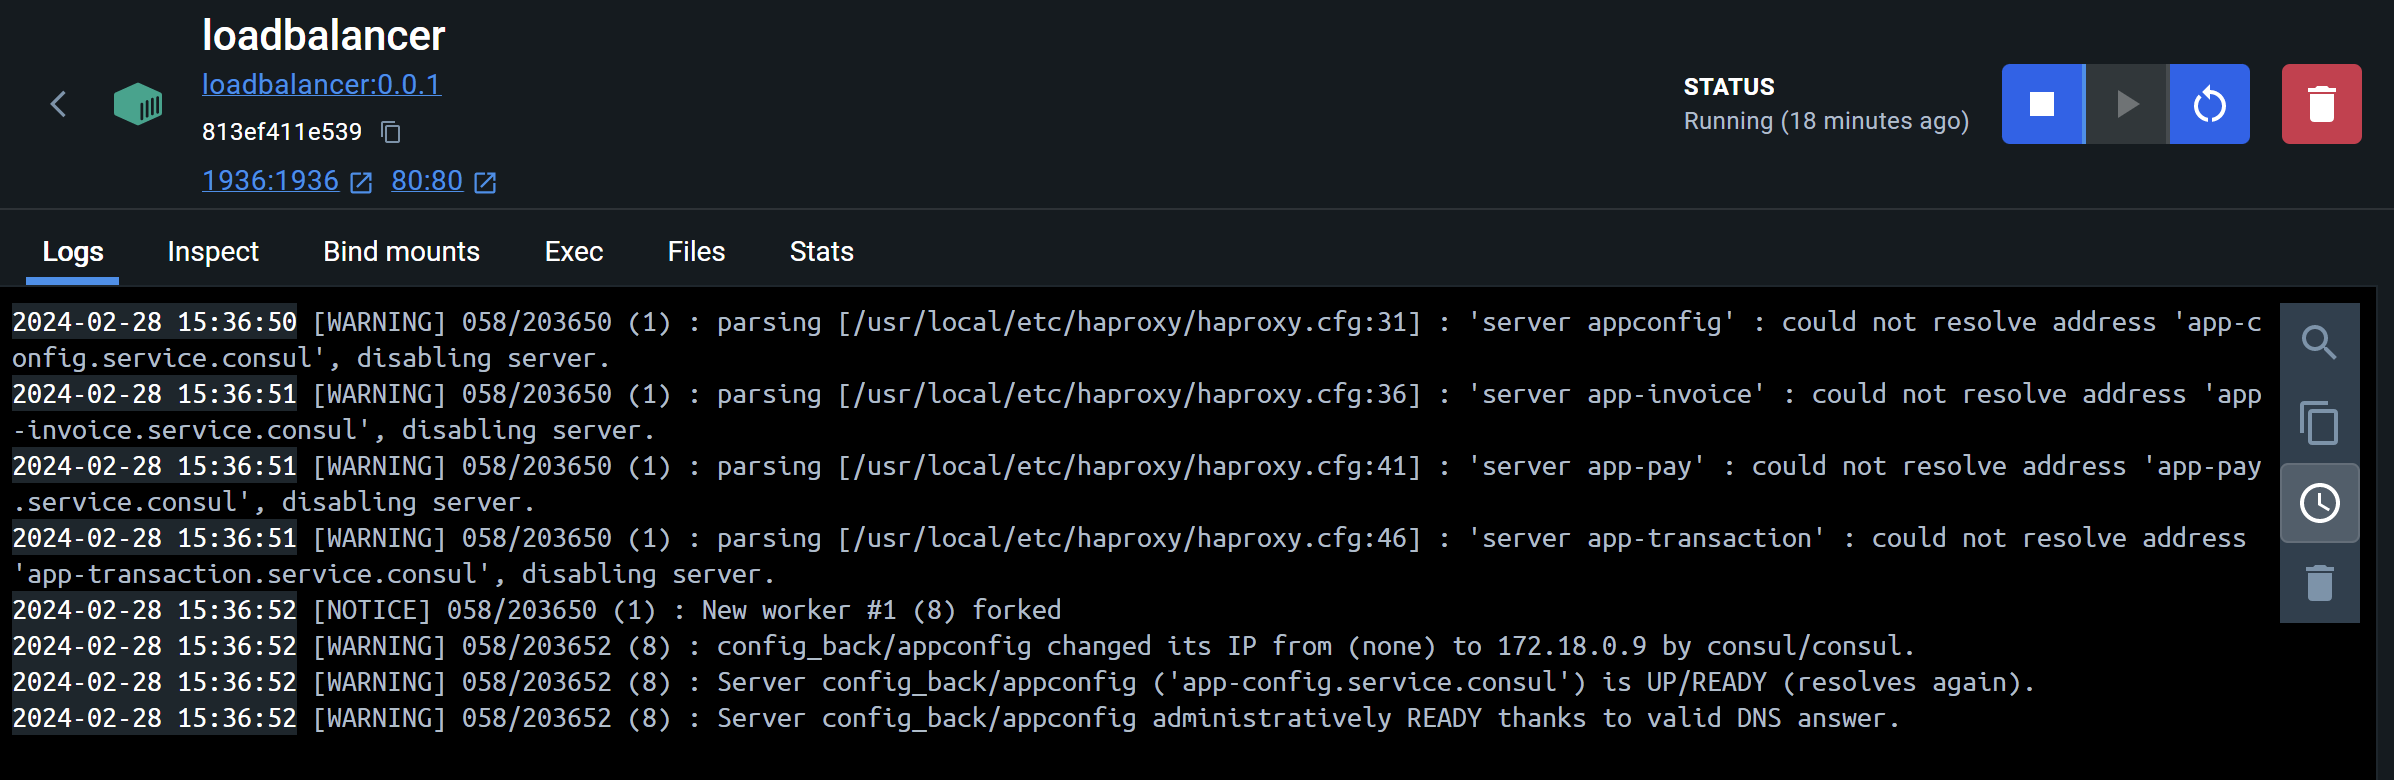 loadbalancer
loadbalancer:0.0.1
813ef411e539
1936:1936 80:80
STATUS
Running (18 minutes ago)
Logs Inspect Bind mounts Exec Files Stats
2024-02-28 15:36:50 [WARNING] 058/203650 (1) : parsing [/usr/local/etc/haproxy/haproxy.cfg:31] : 'server appconfig' : could not resolve address 'app-c
onfig.service.consul', disabling server.
2024-02-28 15:36:51 [WARNING] 058/203650 (1) : parsing [/usr/local/etc/haproxy/haproxy.cfg:36] : 'server app-invoice' : could not resolve address 'app
-invoice.service.consul', disabling server.
2024-02-28 15:36:51 [WARNING] 058/203650 (1) : parsing [/usr/local/etc/haproxy/haproxy.cfg:41] : 'server app-pay' : could not resolve address 'app-pay
.service.consul', disabling server.
2024-02-28 15:36:51 [WARNING] 058/203650 (1) : parsing [/usr/local/etc/haproxy/haproxy.cfg:46] : 'server app-transaction' : could not resolve address
'app-transaction.service.consul', disabling server.
2024-02-28 15:36:52 [NOTICE] 058/203650 (1) : New worker #1 (8) forked
2024-02-28 15:36:52 [WARNING] 058/203652 (8) : config_back/appconfig changed its IP from (none) to 172.18.0.9 by consul/consul.
2024-02-28 15:36:52 [WARNING] 058/203652 (8) : Server config_back/appconfig ('app-config.service.consul') is UP/READY (resolves again).
2024-02-28 15:36:52 [WARNING] 058/203652 (8) : Server config_back/appconfig administratively READY thanks to valid DNS answer.